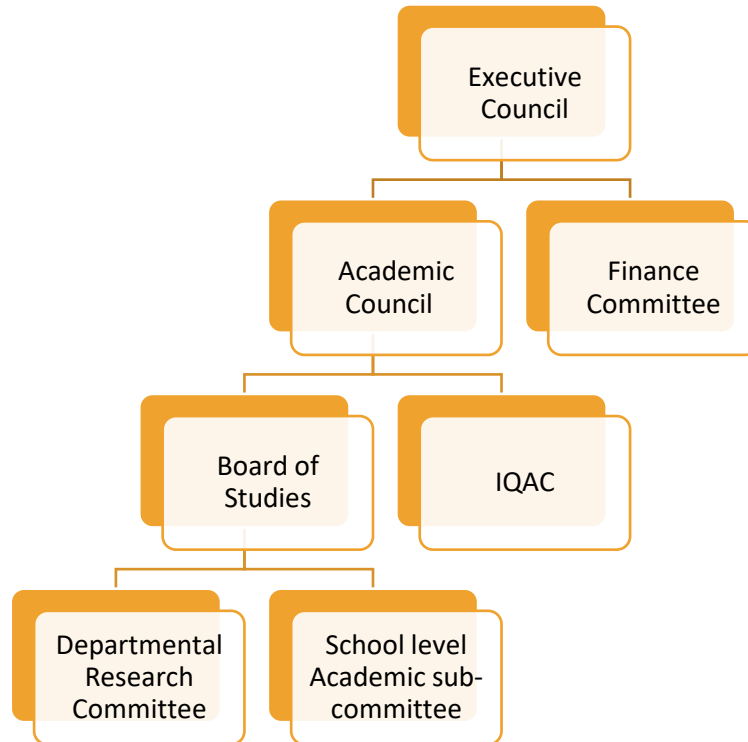 Executive
Council
Academic
Council
Finance
Committee
Board of
Studies
IQAC
Departmental
Research
Committee
School level
Academic sub-
committee